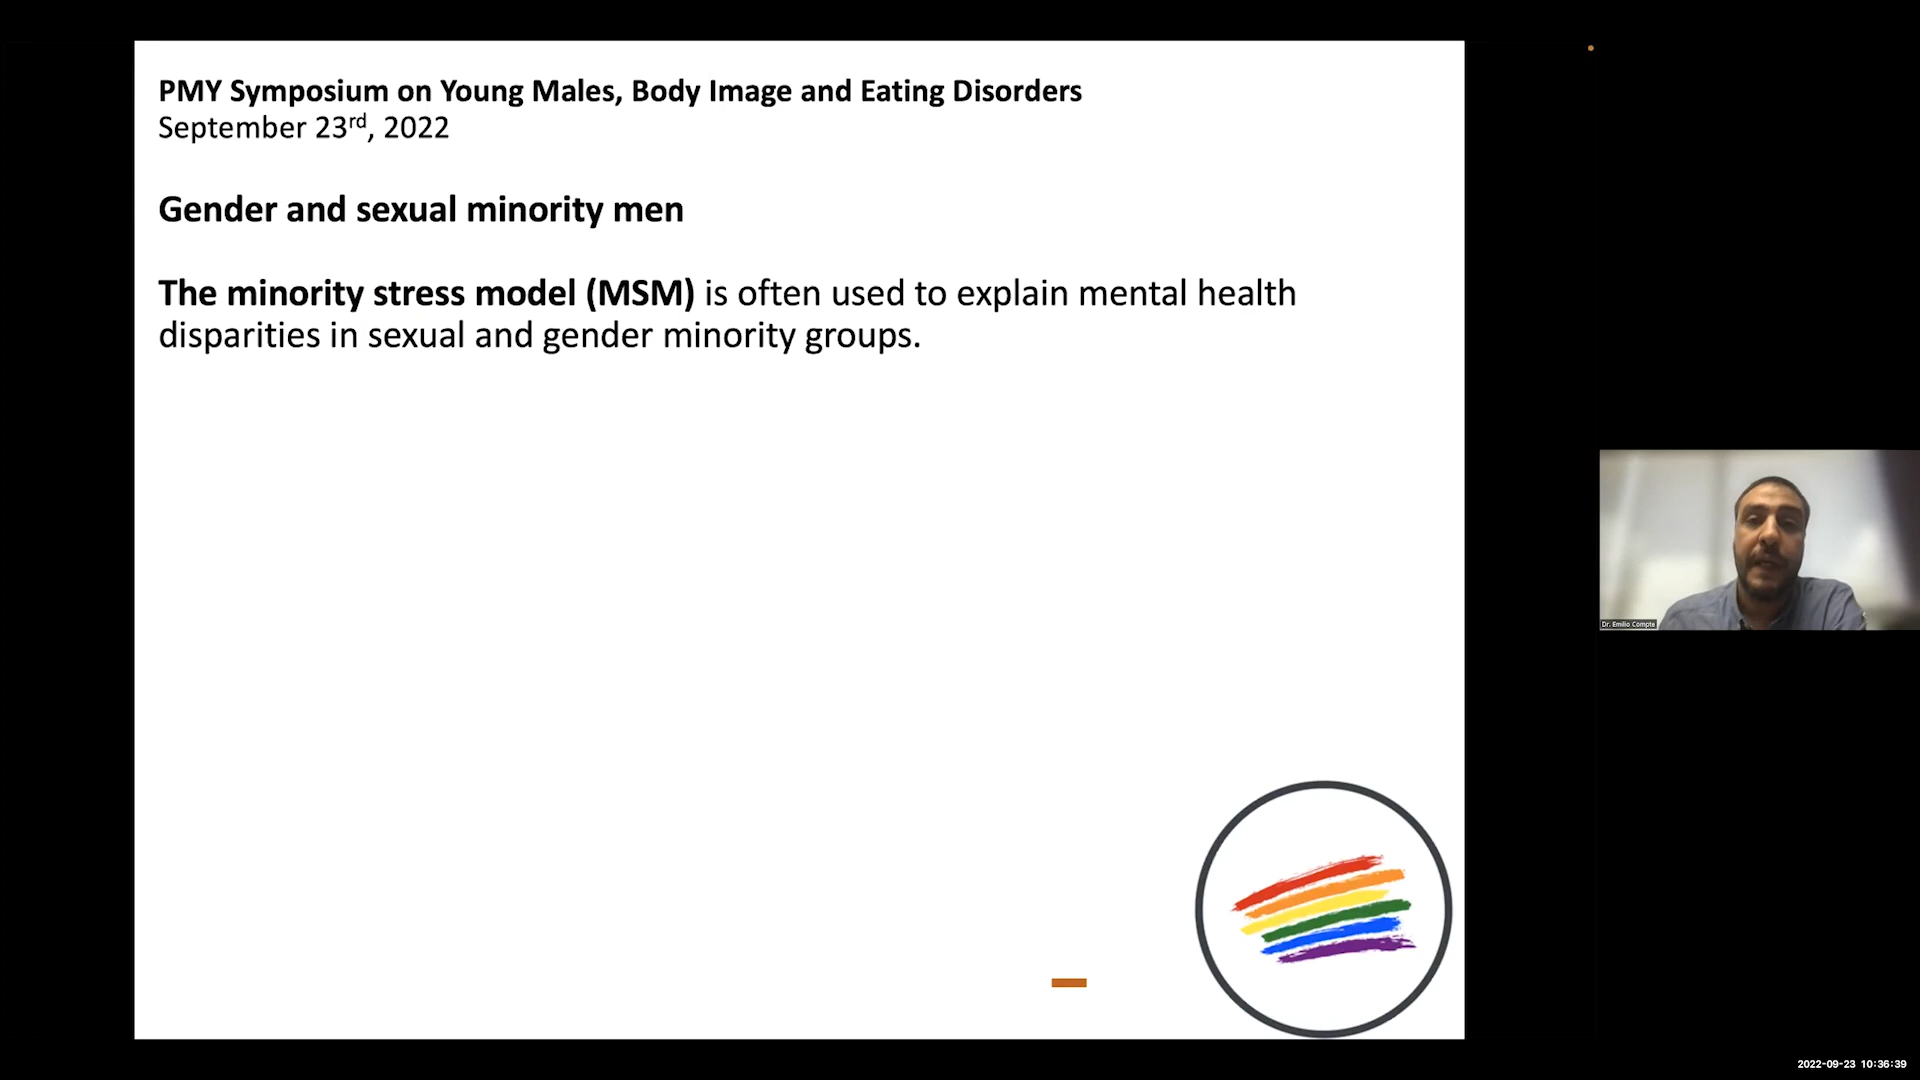 PMY Symposium on Young Males, Body Image and Eating Disorders
September 23rd, 2022
Gender and sexual minority men
The minority stress model (MSM) is often used to explain mental health
disparities in sexual and gender minority groups.
Dr. Emilio Compte
2022-09-23 10:36:39